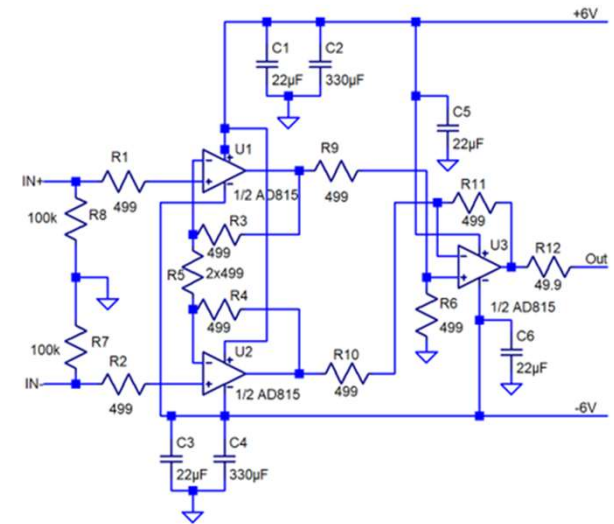 +6V
C1
22µF
C2
330µF
C5
22µF
IN+
R1
499
U1
1/2 AD815
R9
499
R11
499
100k
R8
R3
499
R5
2x499
R4
499
U3
1/2 AD815
R12
49.9
Out
R6
499
100k
R7
IN-
R2
499
U2
1/2 AD815
R10
499
C6
22µF
-6V
C3
22µF
C4
330µF